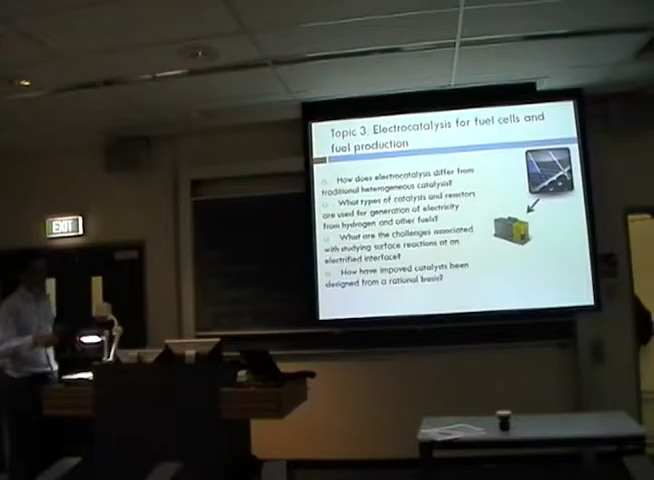 Topic 3. Electrocatalysis for fuel cells and
fuel production
How does electrocatalysis differ from
traditional heterogeneous catalysis?
What types of catalysts and reactors
are used for generation of electricity
from hydrogen and other fuels?
What are the challenges associated
with studying surface reactions at an
electrified interface?
How have impoved catalysts been
designed from a rational basis?
EXIT